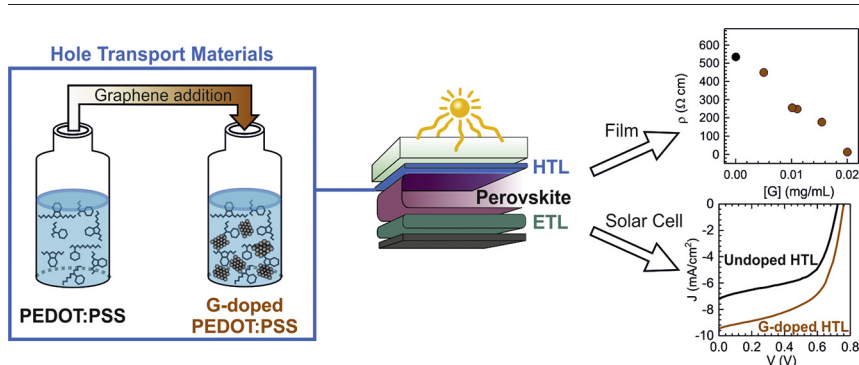 Hole Transport Materials
Graphene addition
PEDOT:PSS
G-doped
PEDOT:PSS
HTL
Perovskite
ETL
Film
Solar Cell
ρ (Ω cm)
600
500
400
300
200
100
0
0.00 0.01 0.02
[G] (mg/mL)
J (mA/cm²)
0
-2
-4
-6
-8
-10
Undoped HTL
G-doped HTL
0.0 0.2 0.4 0.6 0.8
V (V)